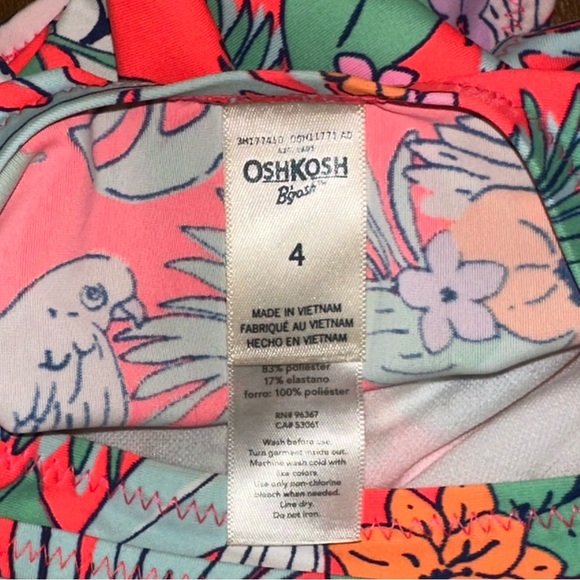 OSHKOSH
B'gosh
4
MADE IN VIETNAM
FABRIQUÉ AU VIETNAM
HECHO EN VIETNAM
83% poliéster
17% elastano
forro: 100% poliéster
RN# 96367
CA# 53061
Wash before use.
Turn garment inside out.
Machine wash cold with
like colors.
Use only non-chlorine
bleach when needed.
Line dry.
Do not iron.